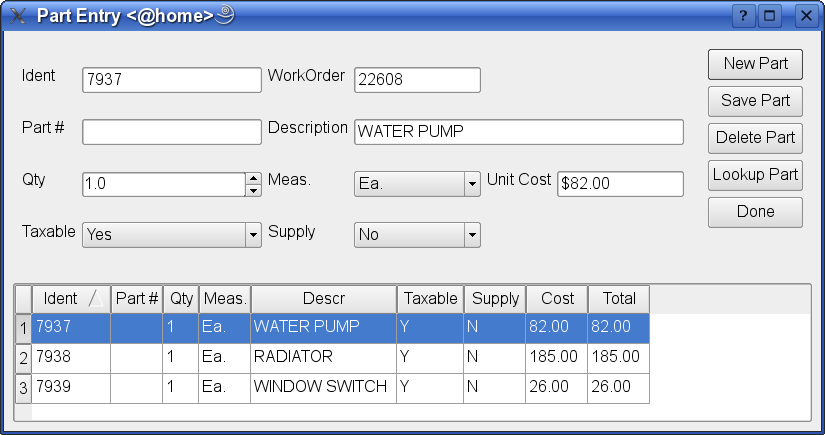 Part Entry <@home>
Ident 7937 WorkOrder 22608 New Part
Save Part
Part # Description WATER PUMP Delete Part
Qty 1.0 Meas. Ea. Unit Cost $82.00 Lookup Part
Taxable Yes Supply No Done
Ident Part # Qty Meas. Descr Taxable Supply Cost Total
1 7937 1 Ea. WATER PUMP Y N 82.00 82.00
2 7938 1 Ea. RADIATOR Y N 185.00 185.00
3 7939 1 Ea. WINDOW SWITCH Y N 26.00 26.00